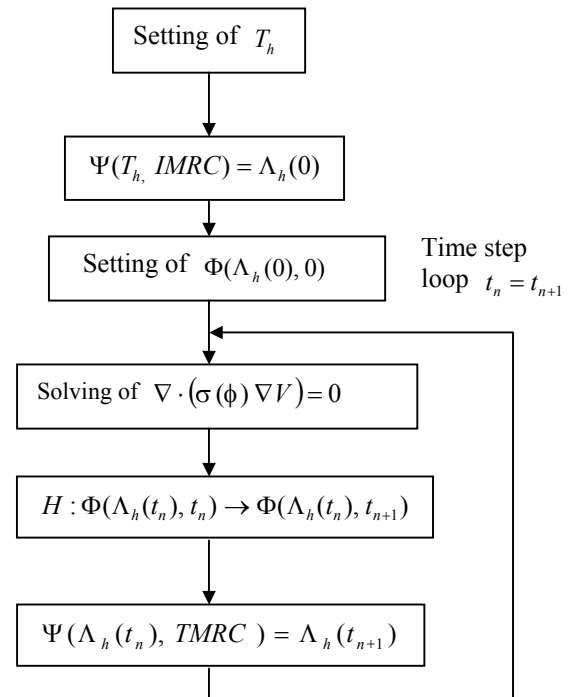 Setting of T_h
Ψ(T_h, IMRC) = Λ_h(0)
Setting of Φ(Λ_h(0), 0)
Time step
loop t_n = t_{n+1}
Solving of ∇·(σ(ϕ) ∇V) = 0
H : Φ(Λ_h(t_n), t_n) → Φ(Λ_h(t_n), t_{n+1})
Ψ(Λ_h(t_n), TMRC) = Λ_h(t_{n+1})